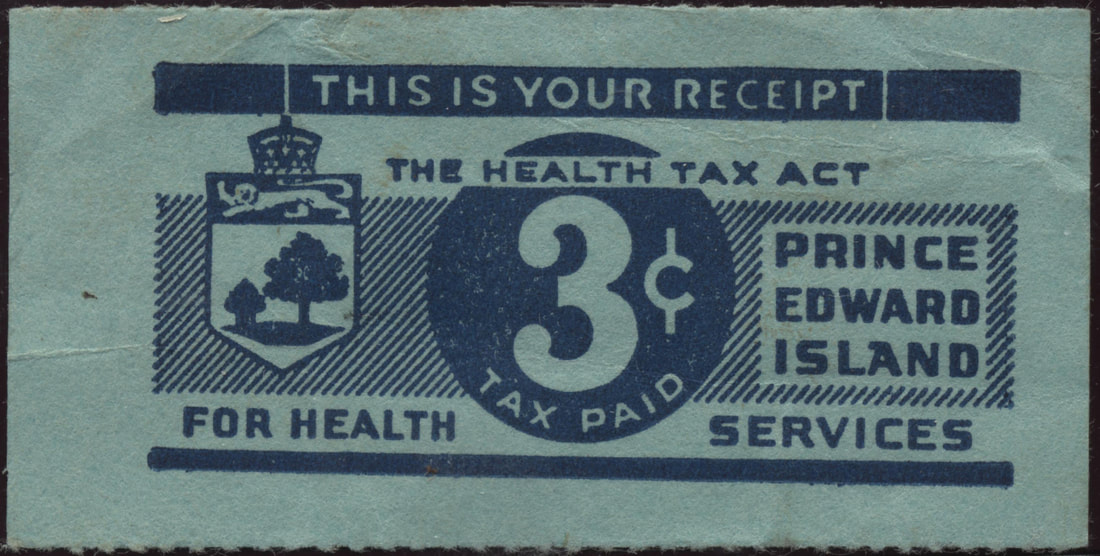 THIS IS YOUR RECEIPT
THE HEALTH TAX ACT
3¢
TAX PAID
PRINCE
EDWARD
ISLAND
FOR HEALTH SERVICES